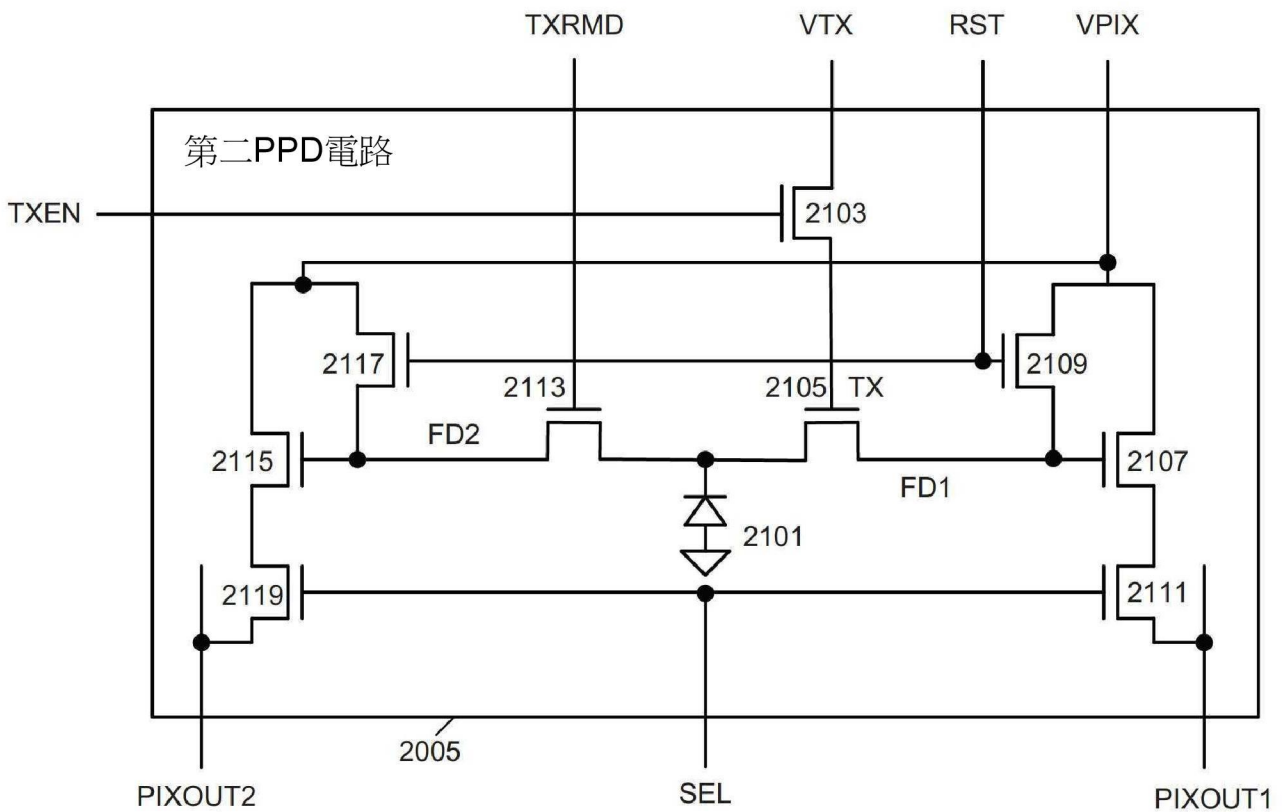 TXRMD
VTX
RST
VPIX
第二PPD電路
TXEN
2103
2117
2109
2113
2105
TX
FD2
2115
2107
FD1
2101
2119
2111
2005
PIXOUT2
SEL
PIXOUT1